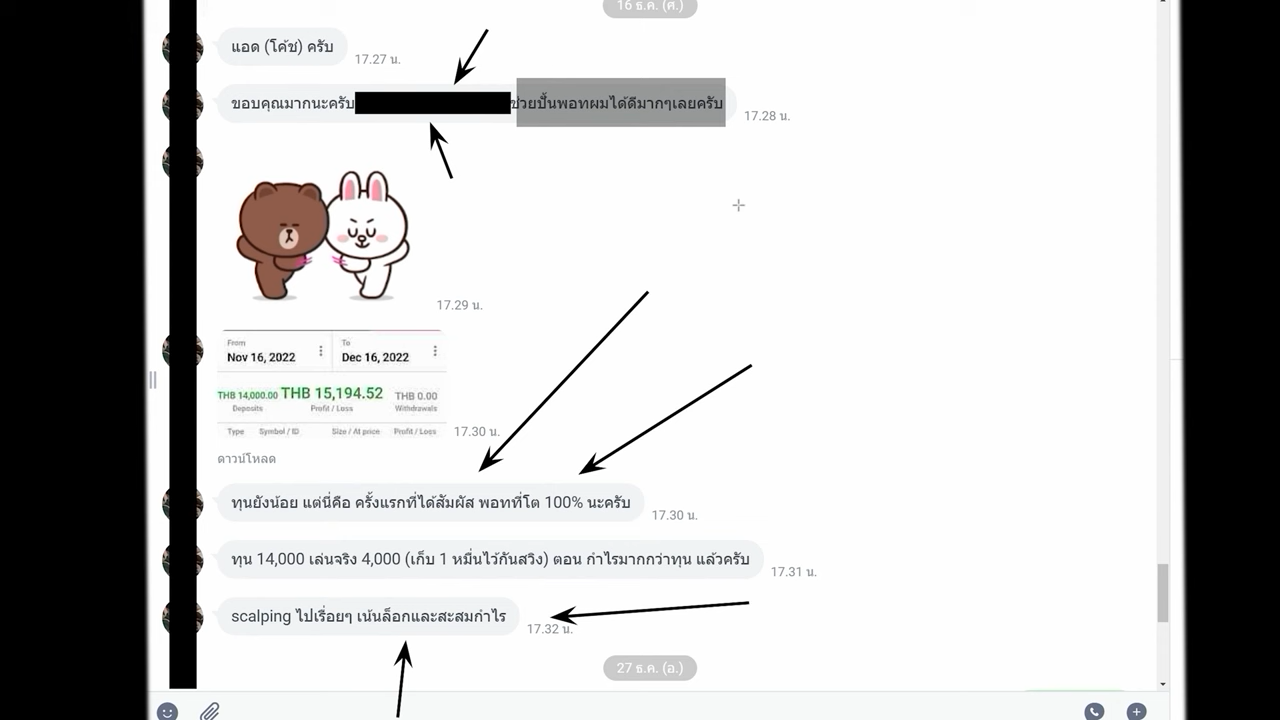 16 ธ.ค. (ศ.)
แอด (โค้ช) ครับ
17.27 น.
ขอบคุณมากนะครับ ช่วยปั้นพอทผมได้ดีมากๆเลยครับ
17.28 น.
17.29 น.
From To
Nov 16, 2022 Dec 16, 2022
THB 14,000.00 THB 15,194.52 THB 0.00
Deposits Profit / Loss Withdrawals
Type Symbol / ID Size / At price Profit / Loss
17.30 น.
ดาวน์โหลด
ทุนยังน้อย แต่นี่คือ ครั้งแรกที่ได้สัมผัส พอทที่โต 100% นะครับ
17.30 น.
ทุน 14,000 เล่นจริง 4,000 (เก็บ 1 หมื่นไว้กันสวิง) ตอน กำไรมากกว่าทุน แล้วครับ
17.31 น.
scalping ไปเรื่อยๆ เน้นล็อกและสะสมกำไร
17.32 น.
27 ธ.ค. (อ.)